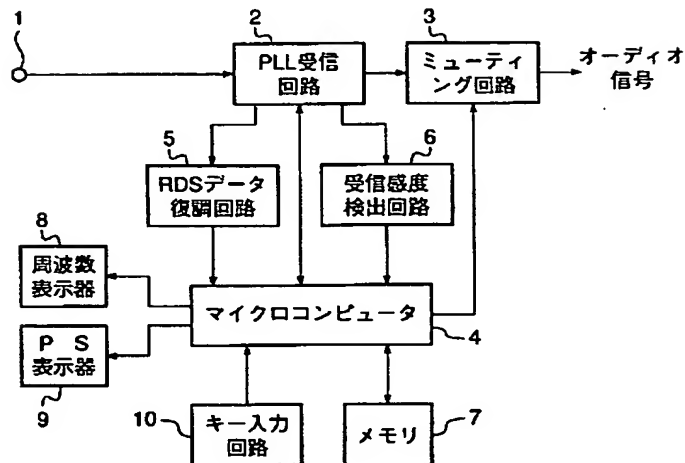 1
2
PLL受信
回路
3
ミューティ
ング回路
オーディオ
信号
5
RDSデータ
復調回路
6
受信感度
検出回路
8
周波数
表示器
マイクロコンピュータ
4
P S
表示器
9
10
キー入力
回路
メモリ
7